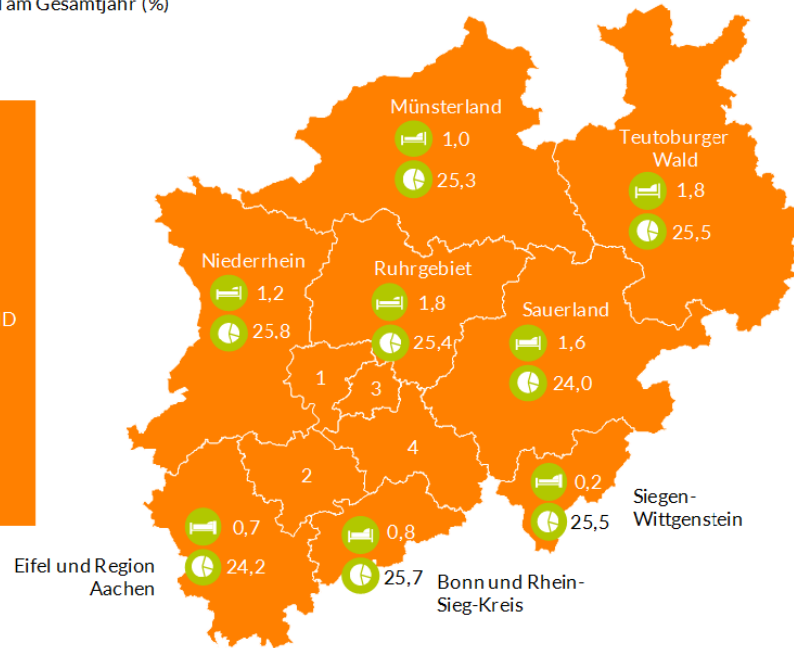 am Gesamtjahr (%)
D
Münsterland
1,0
25,3
Teutoburger
Wald
1,8
25,5
Niederrhein
1,2
25.8
Ruhrgebiet
1,8
25,4
Sauerland
1,6
24,0
1
3
2
4
0,2
25,5
Siegen-
Wittgenstein
0,7
24,2
Eifel und Region
Aachen
0,8
25,7
Bonn und Rhein-
Sieg-Kreis